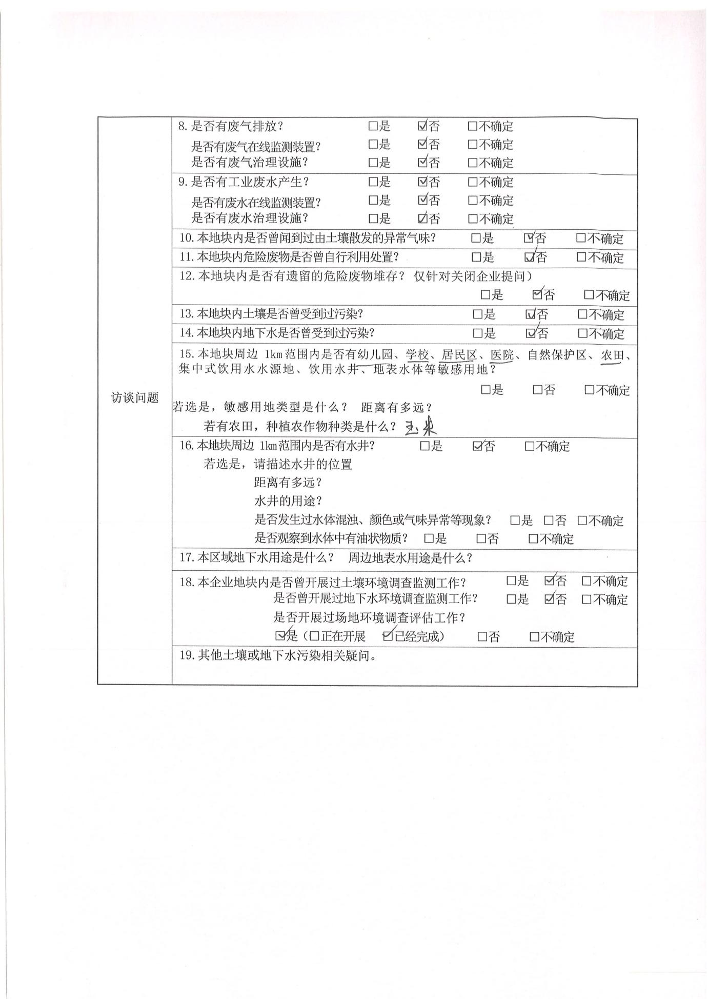 8. 是否有废气排放? □是 ☑否 □不确定
是否有废气在线监测装置? □是 ☑否 □不确定
是否有废气治理设施? □是 ☑否 □不确定
9. 是否有工业废水产生? □是 ☑否 □不确定
是否有废水在线监测装置? □是 ☑否 □不确定
是否有废水治理设施? □是 ☑否 □不确定
10. 本地块内是否曾闻到过由土壤散发的异常气味? □是 ☑否 □不确定
11. 本地块内危险废物是否曾自行利用处置? □是 ☑否 □不确定
12. 本地块内是否有遗留的危险废物堆存? 仅针对关闭企业提问)
□是 ☑否 □不确定
13. 本地块内土壤是否曾受到过污染? □是 ☑否 □不确定
14. 本地块内地下水是否曾受到过污染? □是 ☑否 □不确定
15. 本地块周边 1km范围内是否有幼儿园、学校、居民区、医院、自然保护区、农田、
集中式饮用水水源地、饮用水井、地表水体等敏感用地?
□是 □否 □不确定
访谈问题
若选是，敏感用地类型是什么? 距离有多远?
若有农田，种植农作物种类是什么? 玉米
16. 本地块周边 1km范围内是否有水井? □是 ☑否 □不确定
若选是，请描述水井的位置
距离有多远?
水井的用途?
是否发生过水体混浊、颜色或气味异常等现象? □是 □否 □不确定
是否观察到水体中有油状物质? □是 □否 □不确定
17. 本区域地下水用途是什么? 周边地表水用途是什么?
18. 本企业地块内是否曾开展过土壤环境调查监测工作? □是 ☑否 □不确定
是否曾开展过地下水环境调查监测工作? □是 ☑否 □不确定
是否开展过场地环境调查评估工作?
☑是（□正在开展 ☑已经完成） □否 □不确定
19. 其他土壤或地下水污染相关疑问。